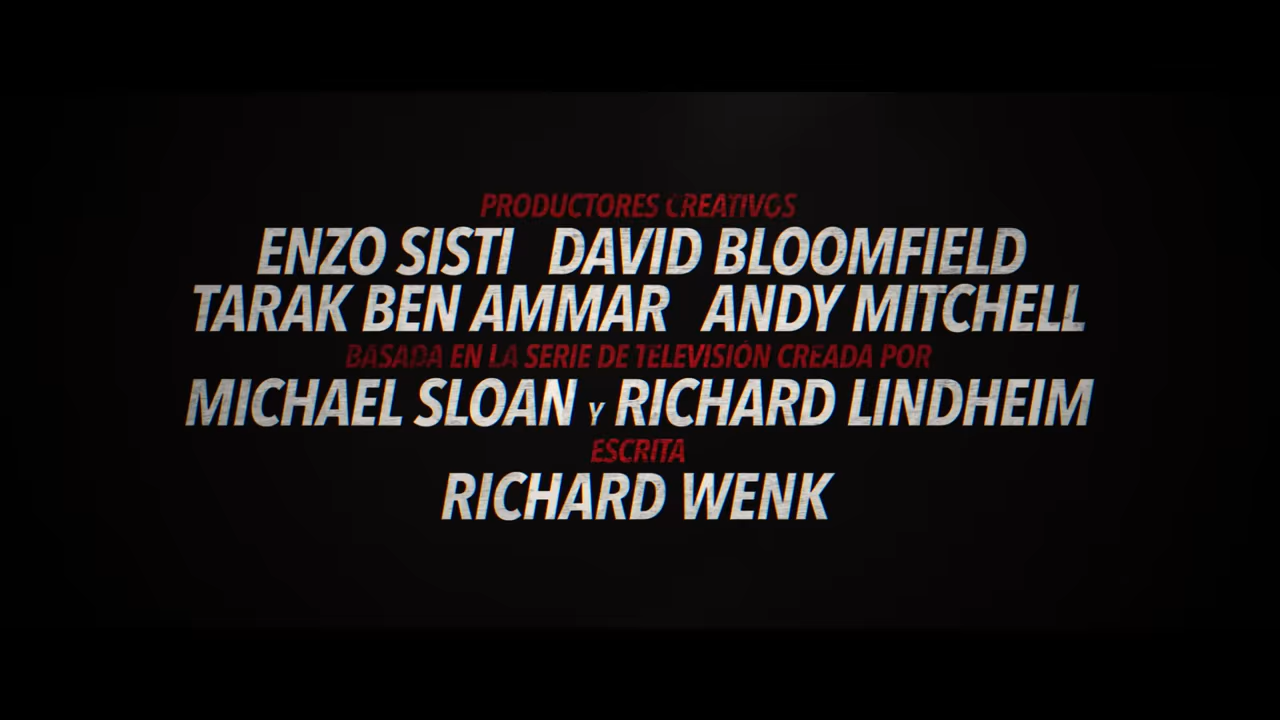 PRODUCTORES CREATIVOS
ENZO SISTI DAVID BLOOMFIELD
TARAK BEN AMMAR ANDY MITCHELL
BASADA EN LA SERIE DE TELEVISIÓN CREADA POR
MICHAEL SLOAN Y RICHARD LINDHEIM
ESCRITA
RICHARD WENK